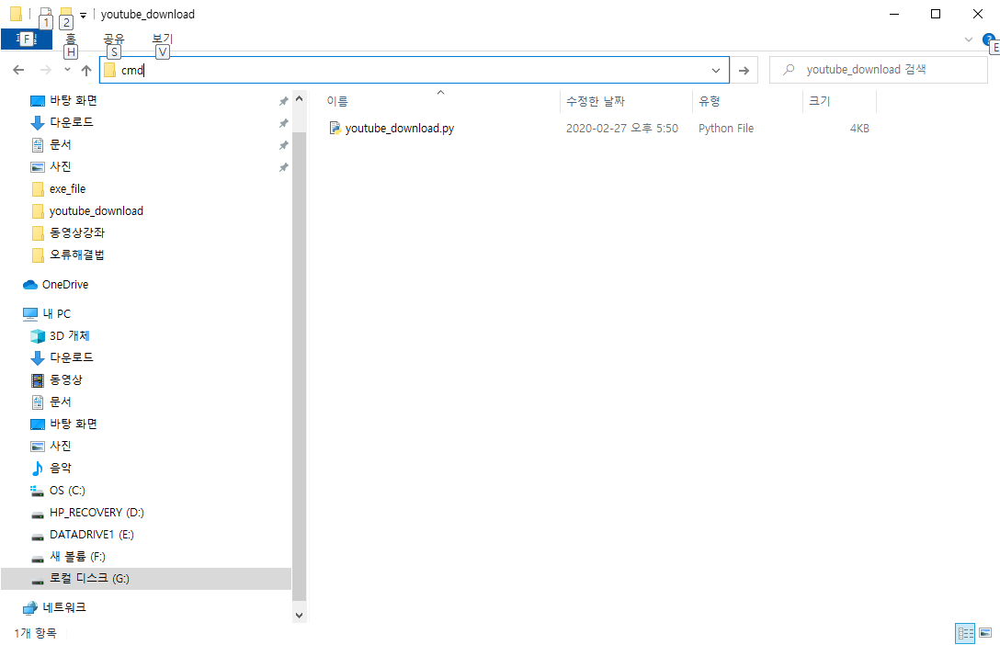 1 2 youtube_download
F 홈 공유 보기
H S V E
cmd youtube_download 검색
바탕 화면 이름 수정한 날짜 유형 크기
다운로드
youtube_download.py 2020-02-27 오후 5:50 Python File 4KB
문서
사진
exe_file
youtube_download
동영상강좌
오류해결법
OneDrive
내 PC
3D 개체
다운로드
동영상
문서
바탕 화면
사진
음악
OS (C:)
HP_RECOVERY (D:)
DATADRIVE1 (E:)
새 볼륨 (F:)
로컬 디스크 (G:)
네트워크
1개 항목